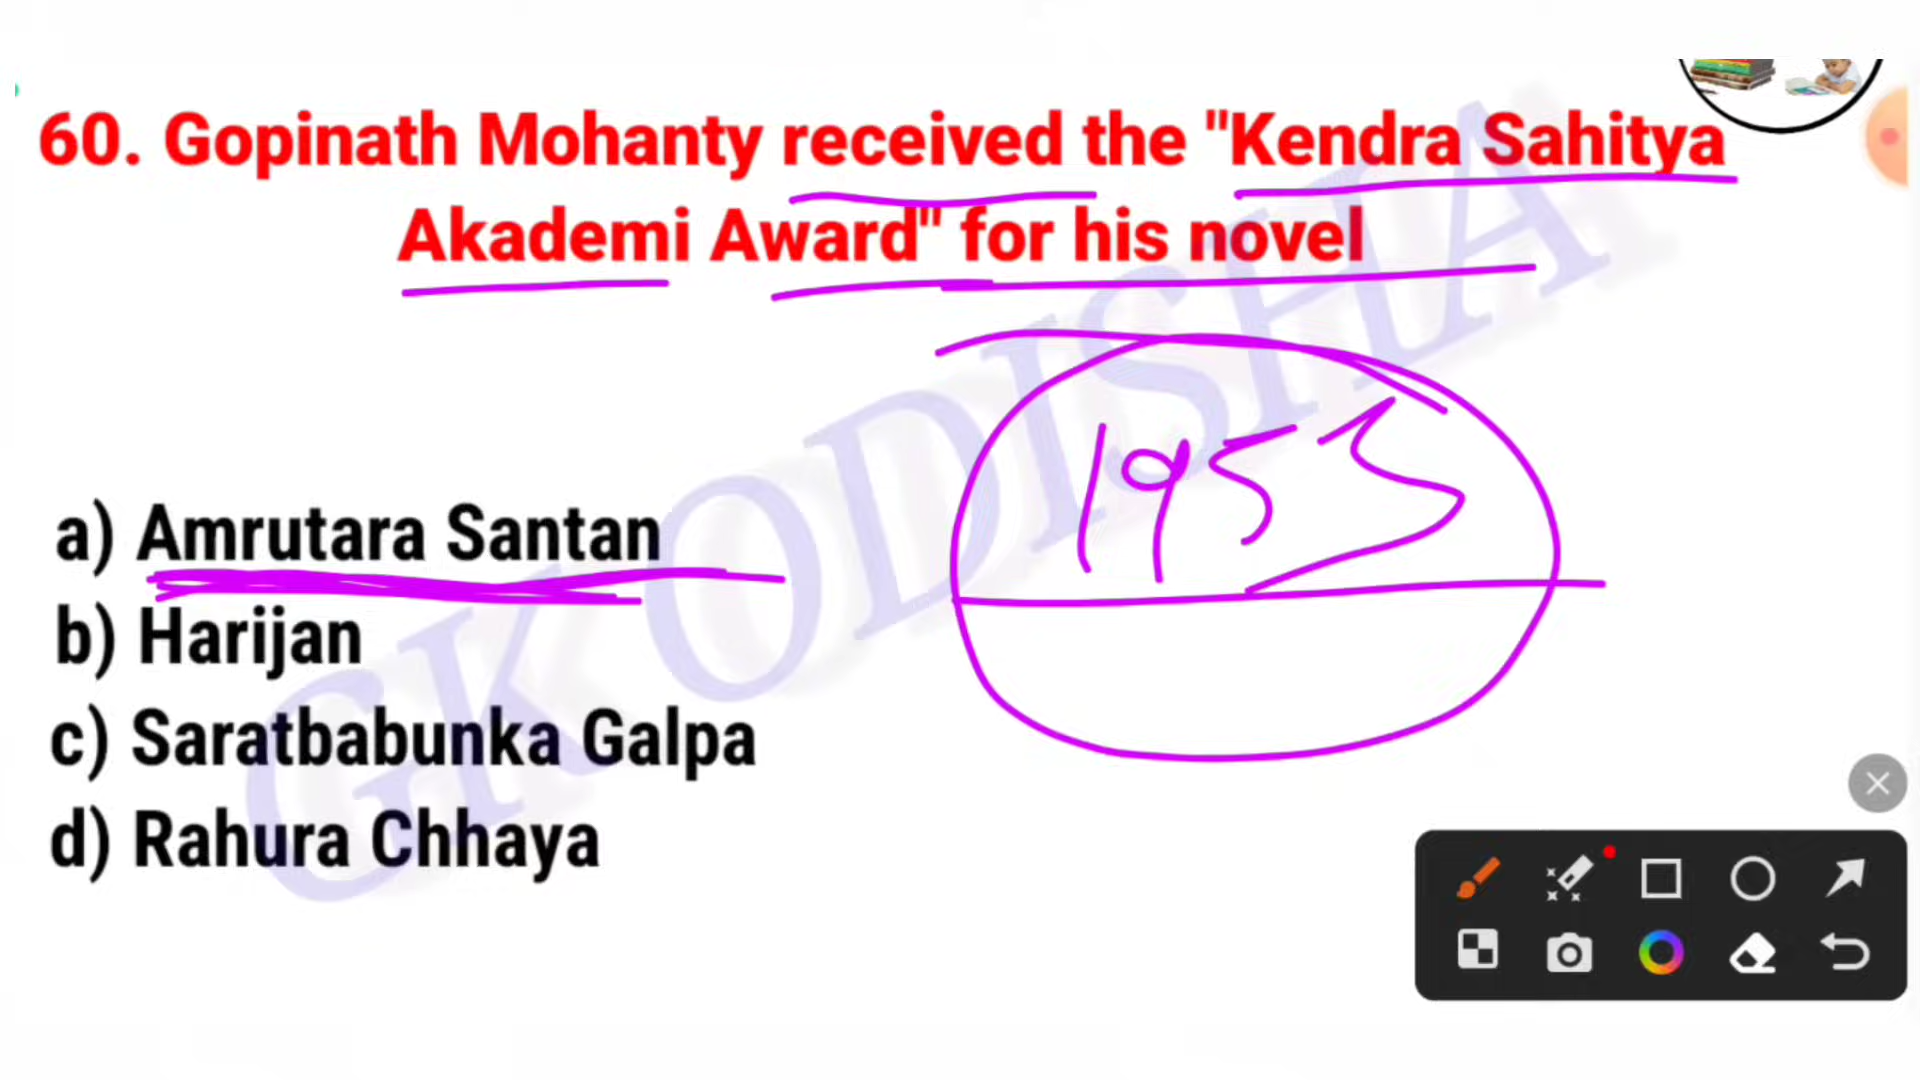 60. Gopinath Mohanty received the "Kendra Sahitya
Akademi Award" for his novel
1955
a) Amrutara Santan
b) Harijan
c) Saratbabunka Galpa
d) Rahura Chhaya
GK ODISHA